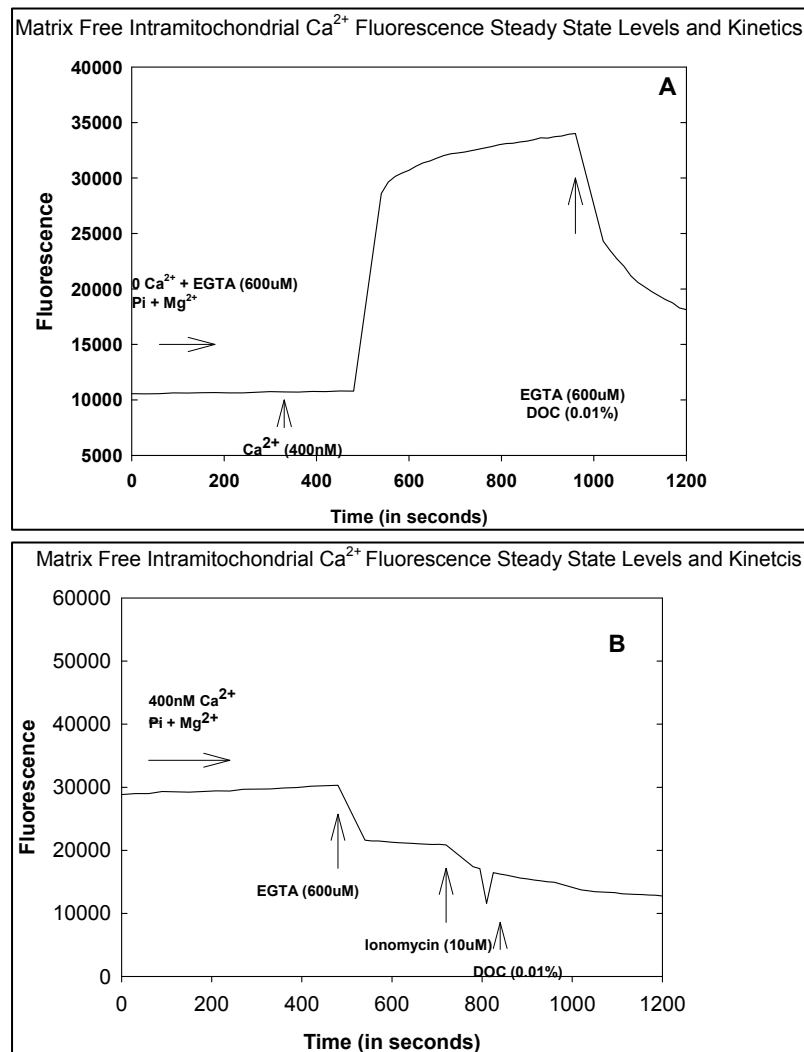 Matrix Free Intramitochondrial Ca²⁺ Fluorescence Steady State Levels and Kinetics
A
40000
35000
30000
25000
20000
15000
10000
5000
Fluorescence
0 Ca²⁺ + EGTA (600uM)
Pi + Mg²⁺
Ca²⁺ (400nM)
EGTA (600uM)
DOC (0.01%)
0 200 400 600 800 1000 1200
Time (in seconds)
Matrix Free Intramitochondrial Ca²⁺ Fluorescence Steady State Levels and Kinetcis
B
60000
50000
40000
30000
20000
10000
0
Fluorescence
400nM Ca²⁺
Pi + Mg²⁺
EGTA (600uM)
Ionomycin (10uM)
DOC (0.01%)
0 200 400 600 800 1000 1200
Time (in seconds)